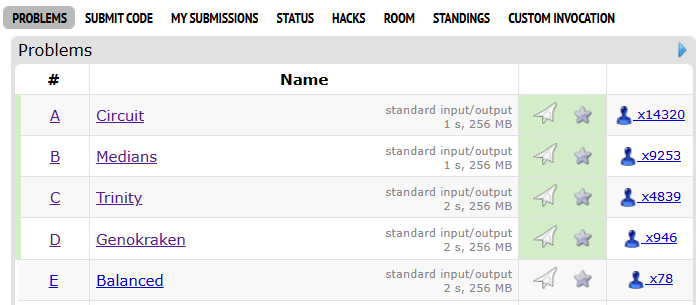 PROBLEMS SUBMIT CODE MY SUBMISSIONS STATUS HACKS ROOM STANDINGS CUSTOM INVOCATION
Problems
# Name
A Circuit standard input/output 1 s, 256 MB x14320
B Medians standard input/output 1 s, 256 MB x9253
C Trinity standard input/output 2 s, 256 MB x4839
D Genokraken standard input/output 2 s, 256 MB x946
E Balanced standard input/output 2 s, 256 MB x78